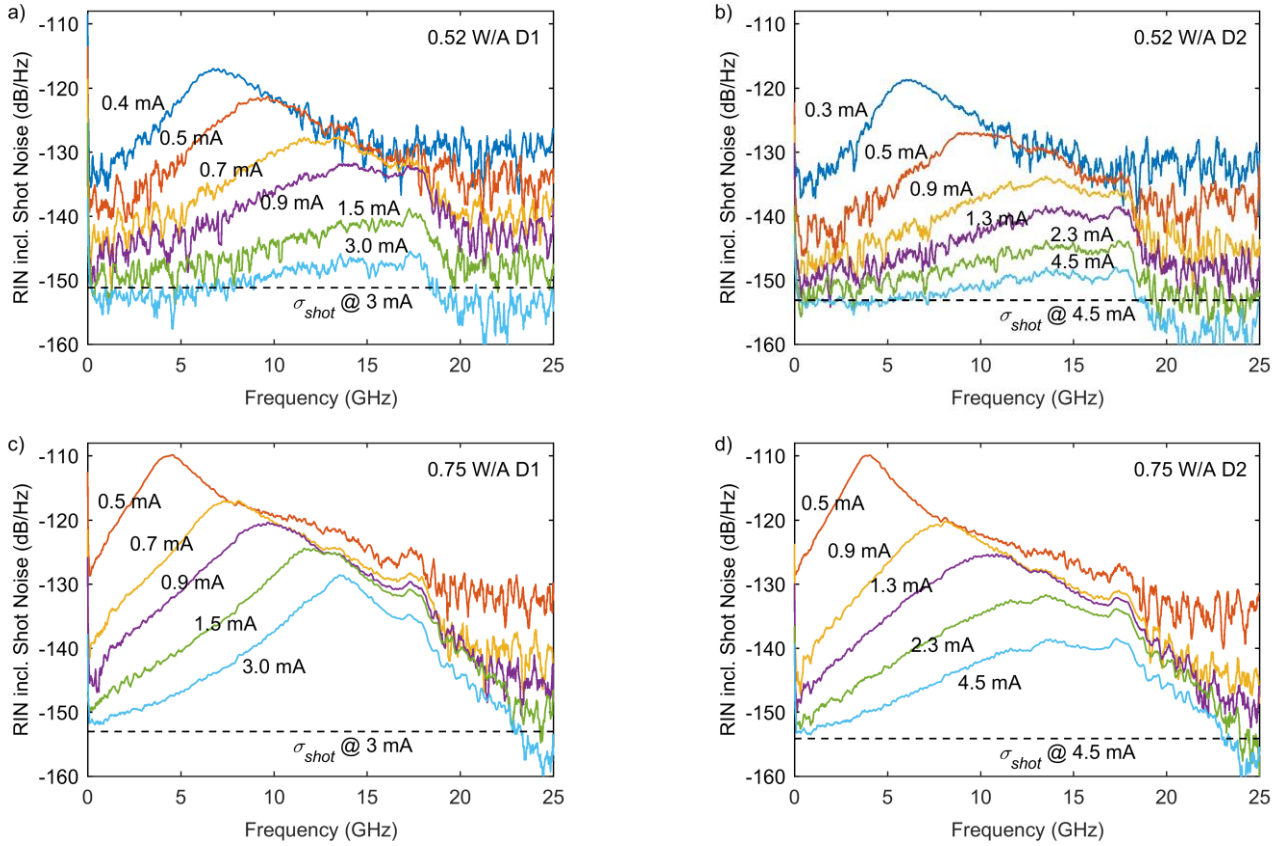 a)
0.52 W/A D1
RIN incl. Shot Noise (dB/Hz)
-110
-120
-130
-140
-150
-160
0.4 mA
0.5 mA
0.7 mA
0.9 mA
1.5 mA
3.0 mA
σshot @ 3 mA
0 5 10 15 20 25
Frequency (GHz)
b)
0.52 W/A D2
RIN incl. Shot Noise (dB/Hz)
-110
-120
-130
-140
-150
-160
0.3 mA
0.5 mA
0.9 mA
1.3 mA
2.3 mA
4.5 mA
σshot @ 4.5 mA
0 5 10 15 20 25
Frequency (GHz)
c)
0.75 W/A D1
RIN incl. Shot Noise (dB/Hz)
-110
-120
-130
-140
-150
-160
0.5 mA
0.7 mA
0.9 mA
1.5 mA
3.0 mA
σshot @ 3 mA
0 5 10 15 20 25
Frequency (GHz)
d)
0.75 W/A D2
RIN incl. Shot Noise (dB/Hz)
-110
-120
-130
-140
-150
-160
0.5 mA
0.9 mA
1.3 mA
2.3 mA
4.5 mA
σshot @ 4.5 mA
0 5 10 15 20 25
Frequency (GHz)